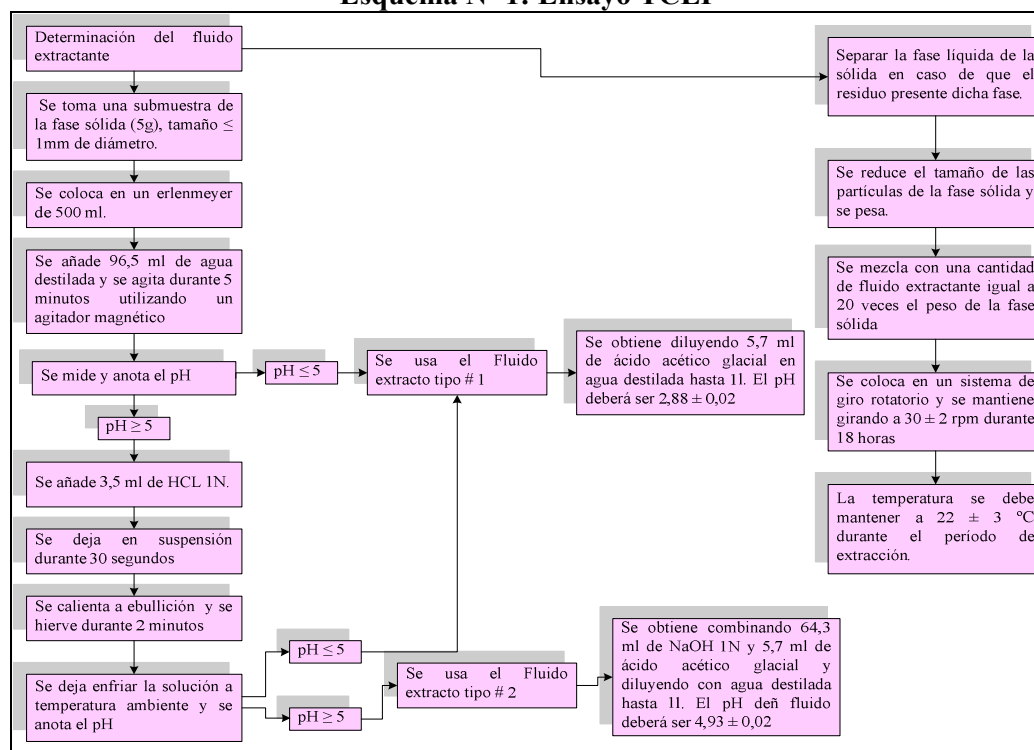 Esquema N° 1: Ensayo TCLP
Determinación del fluido
extractante
Se toma una submuestra de
la fase sólida (5g), tamaño ≤
1mm de diámetro.
Se coloca en un erlenmeyer
de 500 ml.
Se añade 96,5 ml de agua
destilada y se agita durante 5
minutos utilizando un
agitador magnético
Se mide y anota el pH
pH ≤ 5
Se usa el Fluido
extracto tipo # 1
Se obtiene diluyendo 5,7 ml
de ácido acético glacial en
agua destilada hasta 1l. El pH
deberá ser 2,88 ± 0,02
pH ≥ 5
Se añade 3,5 ml de HCL 1N.
Se deja en suspensión
durante 30 segundos
Se calienta a ebullición y se
hierve durante 2 minutos
Se deja enfriar la solución a
temperatura ambiente y se
anota el pH
pH ≤ 5
pH ≥ 5
Se usa el Fluido
extracto tipo # 2
Se obtiene combinando 64,3
ml de NaOH 1N y 5,7 ml de
ácido acético glacial y
diluyendo con agua destilada
hasta 1l. El pH deñ fluido
deberá ser 4,93 ± 0,02
Separar la fase líquida de la
sólida en caso de que el
residuo presente dicha fase.
Se reduce el tamaño de las
partículas de la fase sólida y
se pesa.
Se mezcla con una cantidad
de fluido extractante igual a
20 veces el peso de la fase
sólida
Se coloca en un sistema de
giro rotatorio y se mantiene
girando a 30 ± 2 rpm durante
18 horas
La temperatura se debe
mantener a 22 ± 3 °C
durante el período de
extracción.